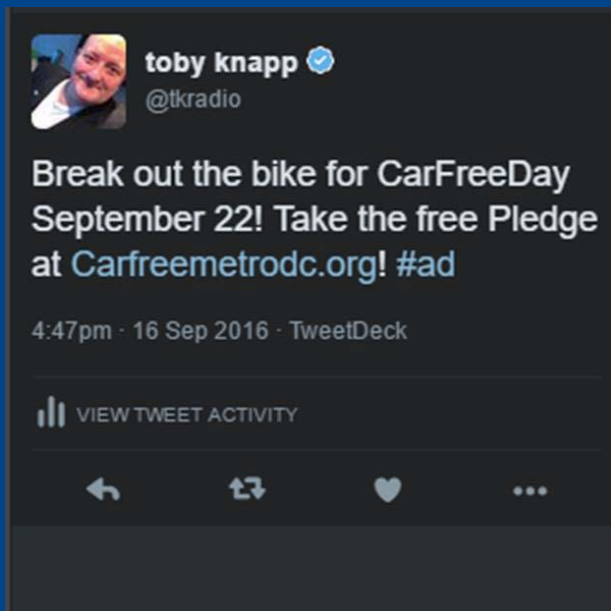 toby knapp
@tkradio
Break out the bike for CarFreeDay
September 22! Take the free Pledge
at Carfreemetrodc.org! #ad
4:47pm · 16 Sep 2016 · TweetDeck
VIEW TWEET ACTIVITY